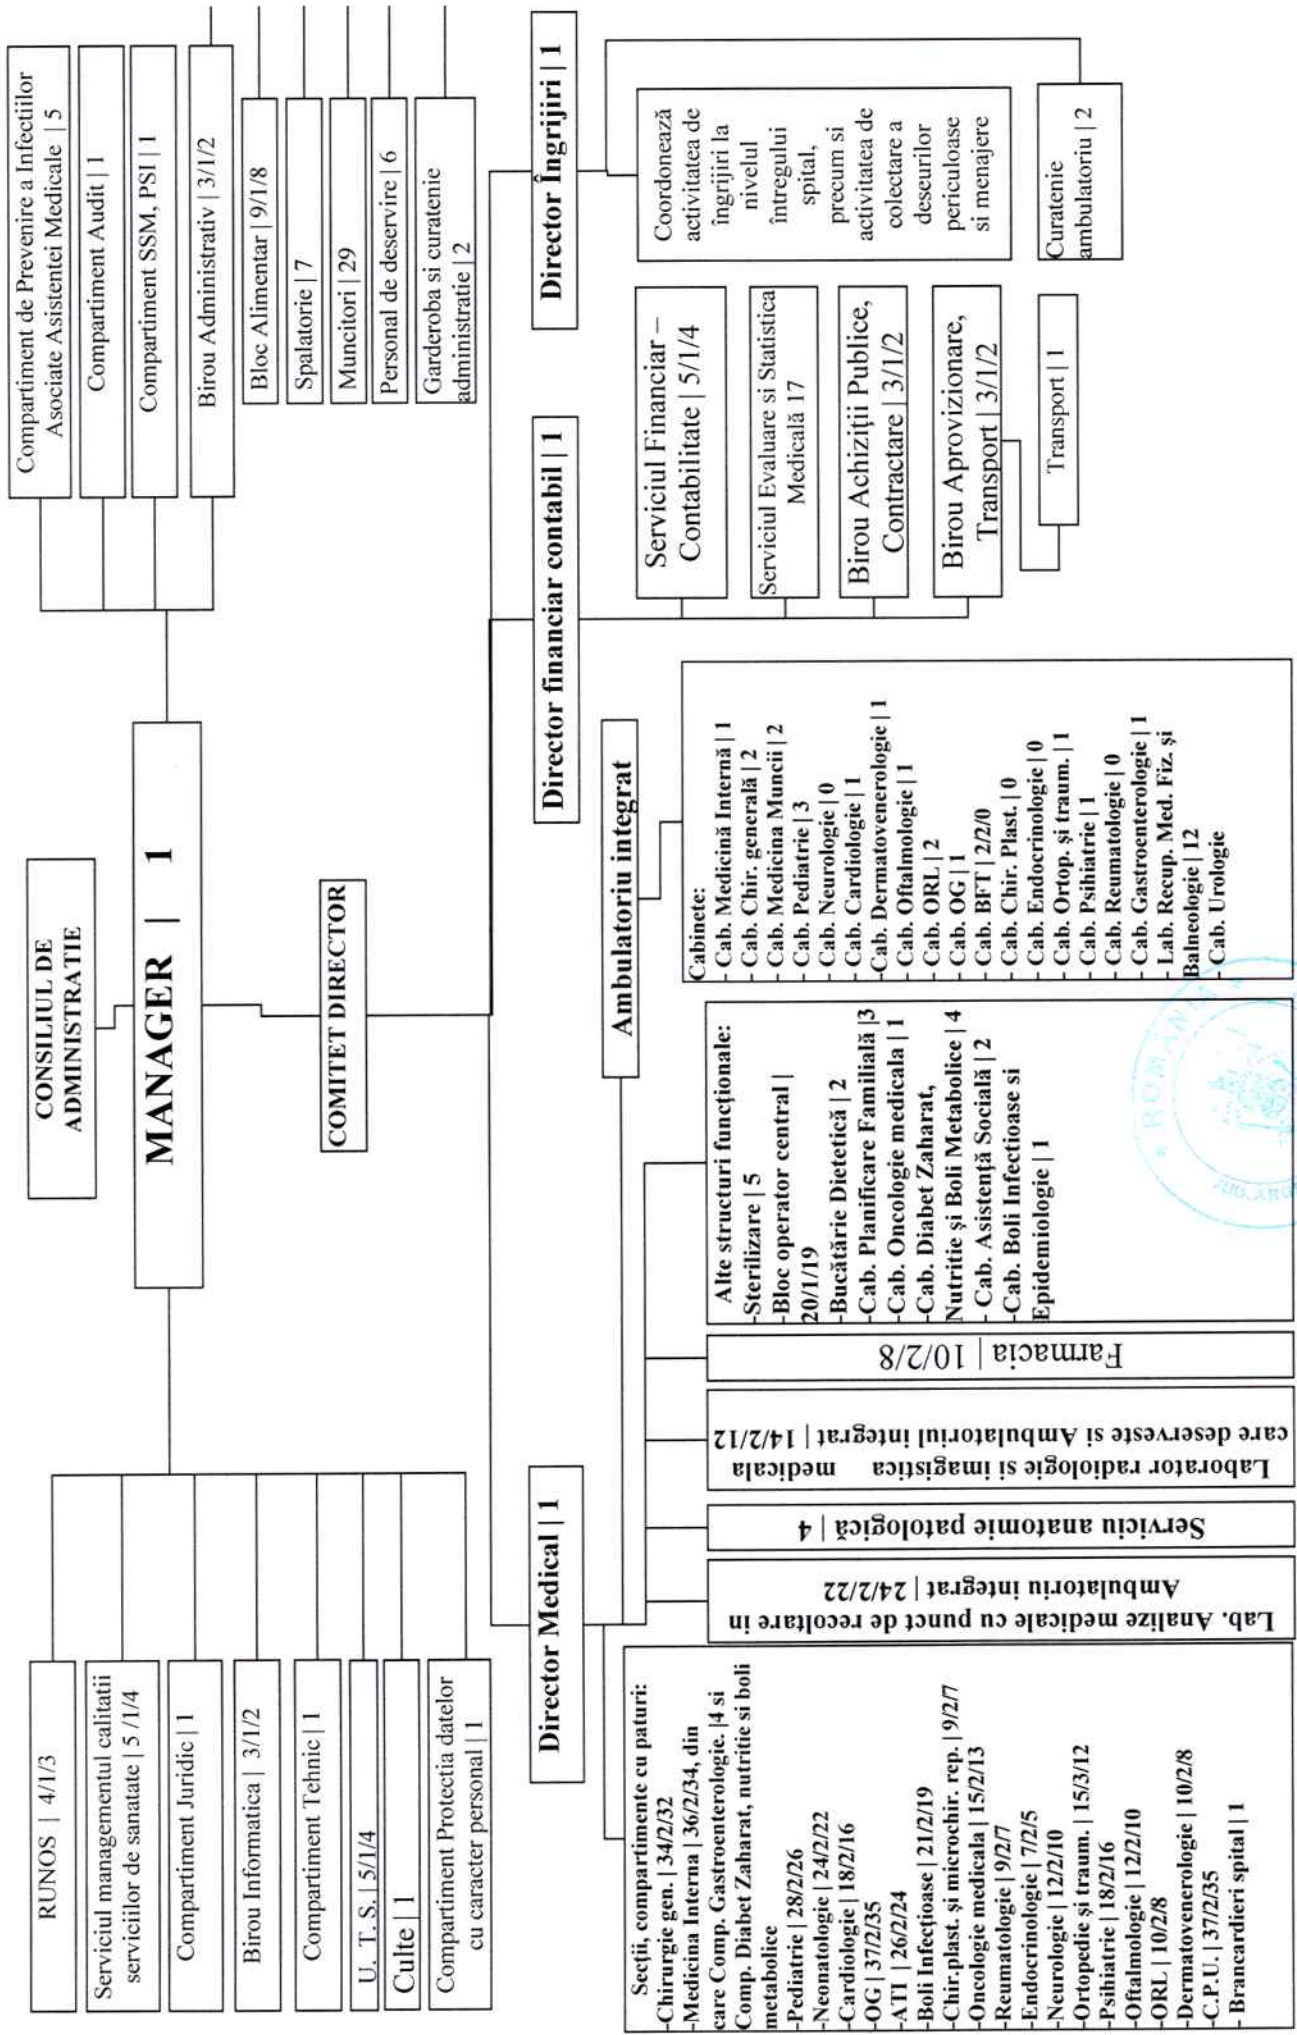 CONSILIUL DE
ADMINISTRATIE
MANAGER | 1
COMITET DIRECTOR
RUNOS | 4/1/3
Serviciul managementul calitatii
serviciilor de sanatate | 5 /1/4
Compartiment Juridic | 1
Birou Informatica | 3/1/2
Compartiment Tehnic | 1
U. T. S. | 5/1/4
Culte | 1
Compartiment Protectia datelor
cu caracter personal | 1
Compartiment de Prevenire a Infectiilor
Asociate Asistentei Medicale | 5
Compartiment Audit | 1
Compartiment SSM, PSI | 1
Birou Administrativ | 3/1/2
Bloc Alimentar | 9/1/8
Spalatorie | 7
Muncitori | 29
Personal de deservire | 6
Garderoba si curatenie
administratie | 2
Director Medical | 1
Secţii, compartimente cu paturi:
-Chirurgie gen. | 34/2/32
-Medicina Interna | 36/2/34, din
care Comp. Gastroenterologie. |4 si
Comp. Diabet Zaharat, nutritie si boli
metabolice
-Pediatrie | 28/2/26
-Neonatologie | 24/2/22
-Cardiologie | 18/2/16
-OG | 37/2/35
-ATI | 26/2/24
-Boli Infecţioase | 21/2/19
-Chir.plast. şi microchir. rep. | 9/2/7
-Oncologie medicala | 15/2/13
-Reumatologie | 9/2/7
-Endocrinologie | 7/2/5
-Neurologie | 12/2/10
-Ortopedie şi traum. | 15/3/12
-Psihiatrie | 18/2/16
-Oftalmologie | 12/2/10
-ORL | 10/2/8
-Dermatovenerologie | 10/2/8
-C.P.U. | 37/2/35
- Brancardieri spital | 1
Lab. Analize medicale cu punct de recoltare in
Ambulatoriu integrat | 24/2/22
Serviciu anatomie patologică | 4
Laborator radiologie si imagistica medicala
care deserveste si Ambulatoriul integrat | 14/2/12
Farmacia | 10/2/8
Alte structuri funcţionale:
-Sterilizare | 5
-Bloc operator central |
20/1/19
-Bucătărie Dietetică | 2
-Cab. Planificare Familială |3
-Cab. Oncologie medicala | 1
-Cab. Diabet Zaharat,
Nutritie şi Boli Metabolice | 4
- Cab. Asistenţă Socială | 2
-Cab. Boli Infectioase si
Epidemiologie | 1
Ambulatoriu integrat
Cabinete:
- Cab. Medicină Internă | 1
- Cab. Chir. generală | 2
- Cab. Medicina Muncii | 2
- Cab. Pediatrie | 3
- Cab. Neurologie | 0
- Cab. Cardiologie | 1
-Cab. Dermatovenerologie | 1
- Cab. Oftalmologie | 1
- Cab. ORL | 2
- Cab. OG | 1
- Cab. BFT | 2/2/0
- Cab. Chir. Plast. | 0
- Cab. Endocrinologie | 0
- Cab. Ortop. şi traum. | 1
- Cab. Psihiatrie | 1
- Cab. Reumatologie | 0
- Cab. Gastroenterologie | 1
- Lab. Recup. Med. Fiz. şi
Balneologie | 12
- Cab. Urologie
Director financiar contabil | 1
Serviciul Financiar –
Contabilitate | 5/1/4
Serviciul Evaluare si Statistica
Medicală 17
Birou Achiziţii Publice,
Contractare | 3/1/2
Birou Aprovizionare,
Transport | 3/1/2
Transport | 1
Director Îngrijiri | 1
Coordonează
activitatea de
îngrijiri la
nivelul
întregului
spital,
precum si
activitatea de
colectare a
deseurilor
periculoase
si menajere
Curatenie
ambulatoriu | 2
ROMÂNIA
JUD. ARG